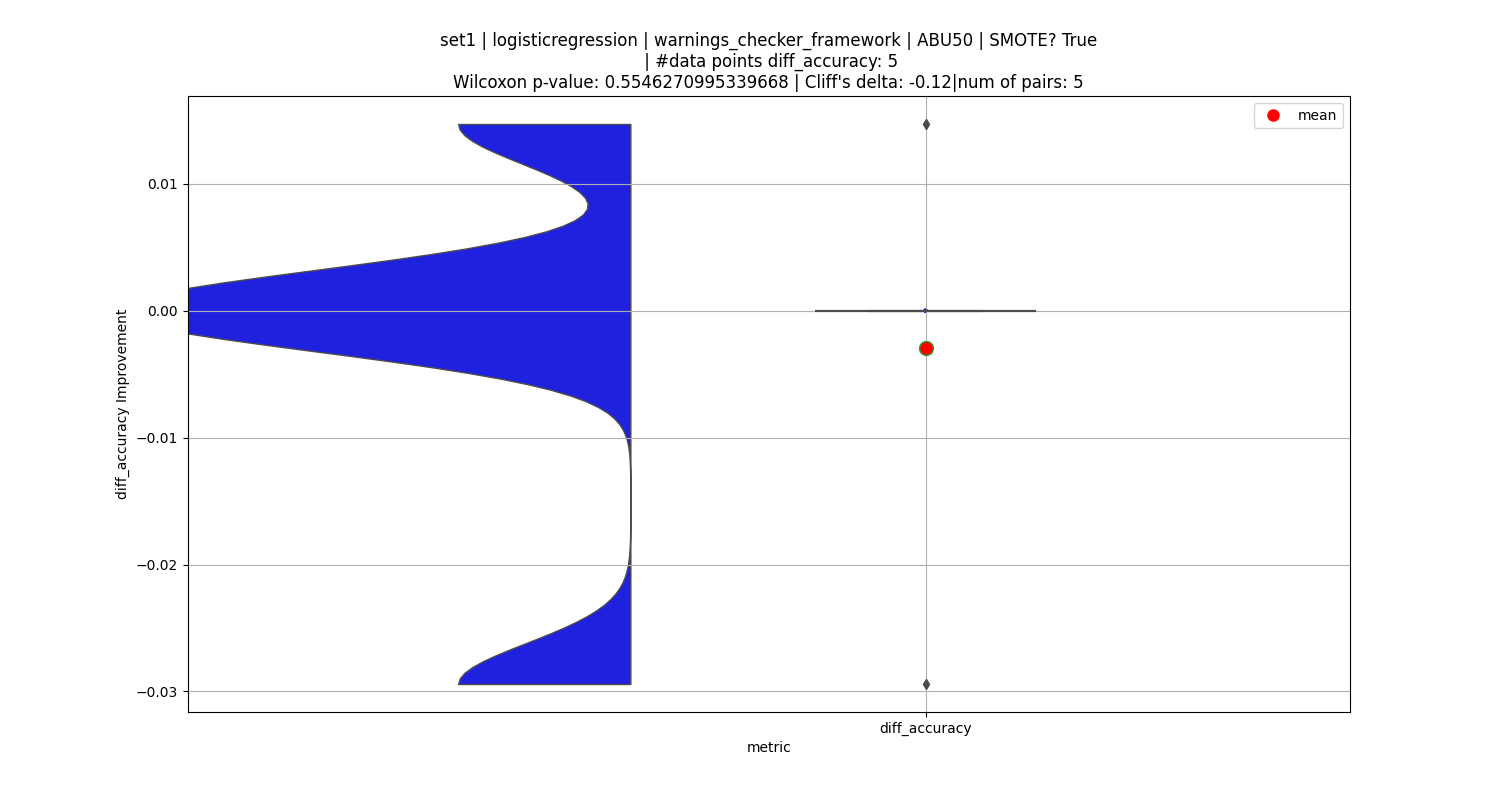 set1 | logisticregression | warnings_checker_framework | ABU50 | SMOTE? True
| #data points diff_accuracy: 5
Wilcoxon p-value: 0.5546270995339668 | Cliff's delta: -0.12|num of pairs: 5
mean
0.01
0.00
−0.01
−0.02
−0.03
diff_accuracy Improvement
diff_accuracy
metric